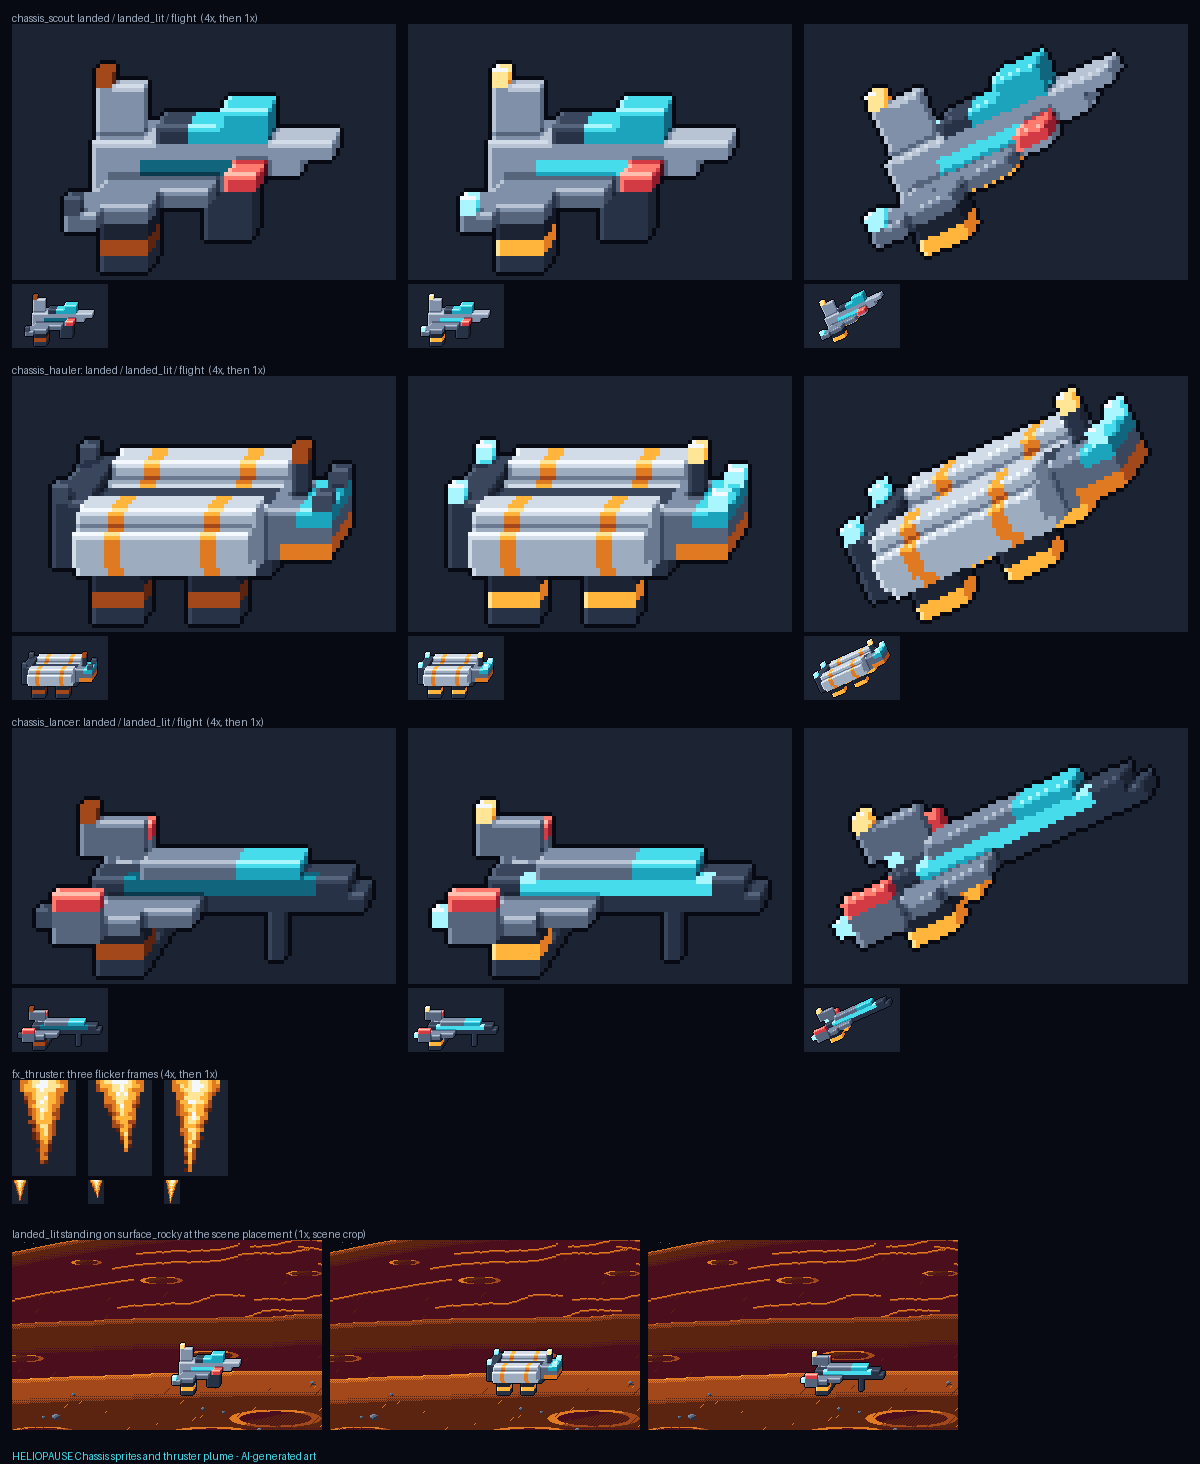 chassis_scout: landed / landed_lit / flight (4x, then 1x)
chassis_hauler: landed / landed_lit / flight (4x, then 1x)
chassis_lancer: landed / landed_lit / flight (4x, then 1x)
fx_thruster: three flicker frames (4x, then 1x)
landed_lit standing on surface_rocky at the scene placement (1x, scene crop)
HELIOPAUSE Chassis sprites and thruster plume - AI-generated art